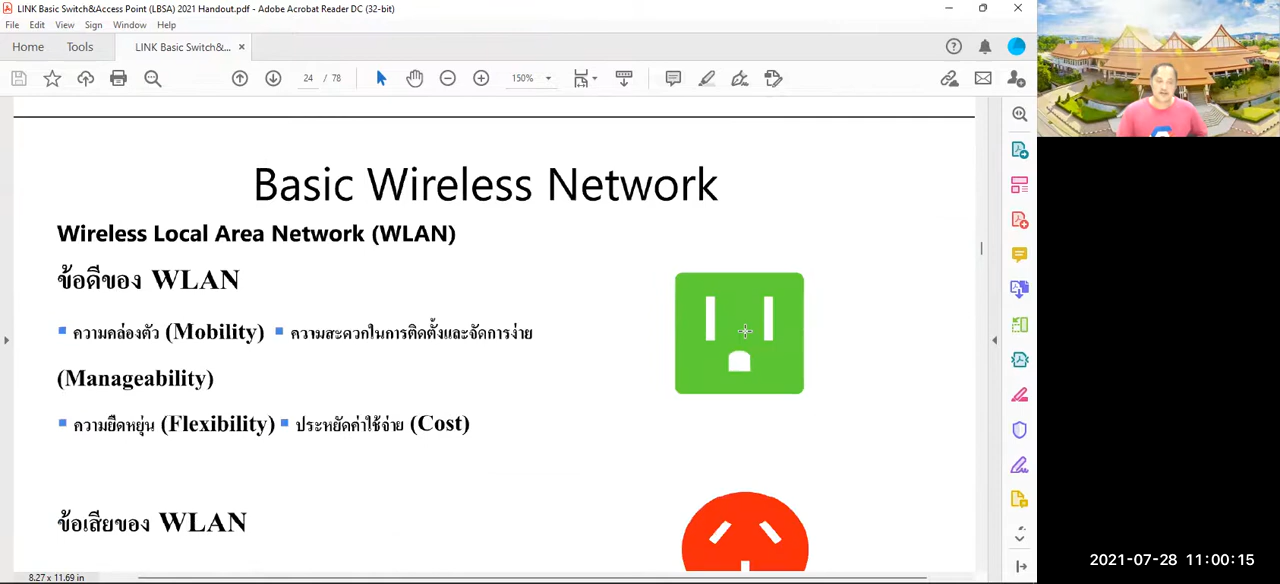 LINK Basic Switch&Access Point (LBSA) 2021 Handout.pdf - Adobe Acrobat Reader DC (32-bit)
File Edit View Sign Window Help
Home Tools LINK Basic Switch&... ×
24 / 78 150%
Basic Wireless Network
Wireless Local Area Network (WLAN)
ข้อดีของ WLAN
ความคล่องตัว (Mobility) ความสะดวกในการติดตั้งและจัดการง่าย
(Manageability)
ความยืดหยุ่น (Flexibility) ประหยัดค่าใช้จ่าย (Cost)
ข้อเสียของ WLAN
8.27 x 11.69 in
2021-07-28 11:00:15